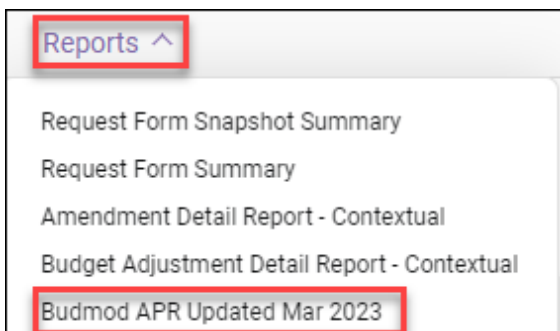 Reports
Request Form Snapshot Summary
Request Form Summary
Amendment Detail Report - Contextual
Budget Adjustment Detail Report - Contextual
Budmod APR Updated Mar 2023